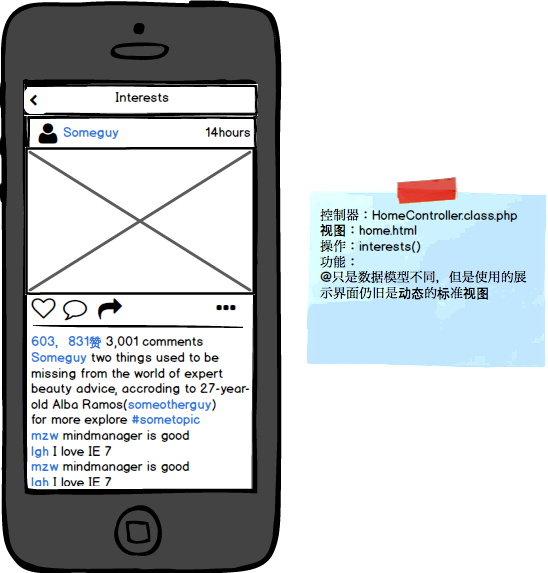 Interests
Someguy 14hours
603，831赞 3,001 comments
Someguy two things used to be
missing from the world of expert
beauty advice, accroding to 27-year-
old Alba Ramos(someotherguy)
for more explore #sometopic
mzw mindmanager is good
lgh I love IE 7
mzw mindmanager is good
lgh I love IE 7
控制器：HomeController.class.php
视图：home.html
操作：interests()
功能：
@只是数据模型不同，但是使用的展
示界面仍旧是动态的标准视图